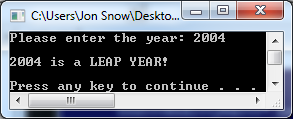 C:\Users\Jon Snow\Deskto...
Please enter the year: 2004
2004 is a LEAP YEAR!
Press any key to continue . . .